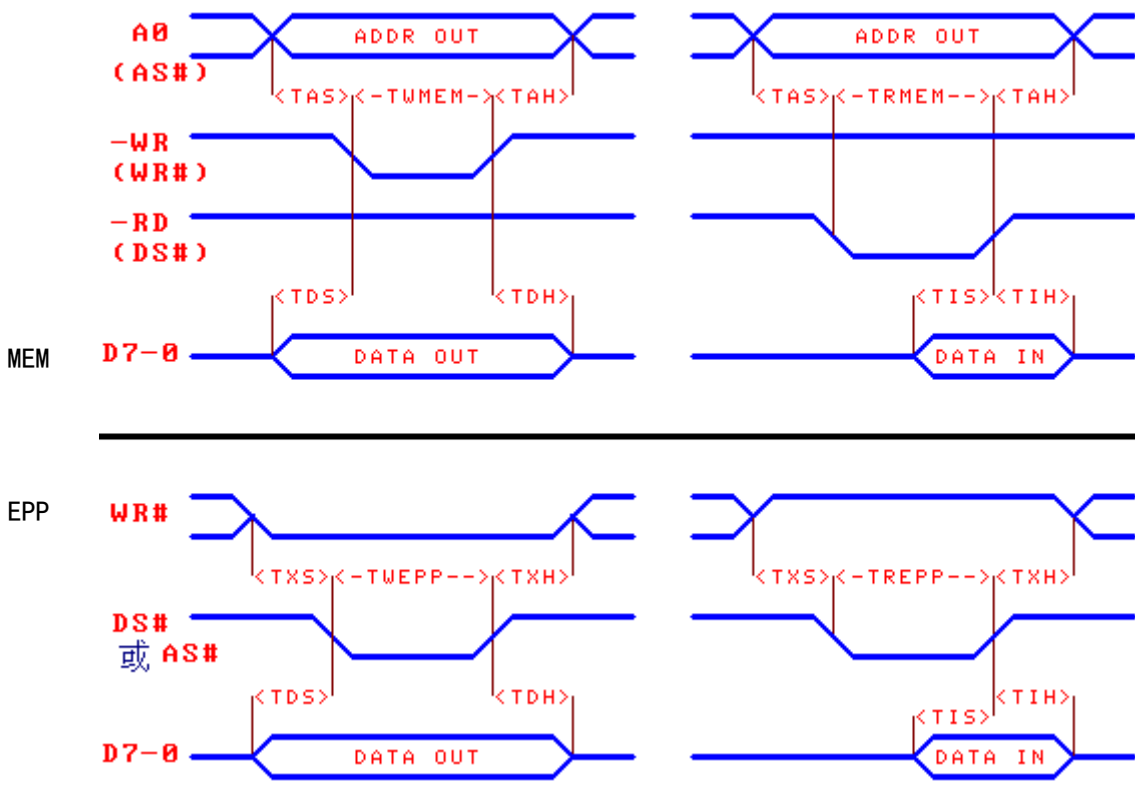 A0 ADDR OUT ADDR OUT
(AS#)
<TAS><-TWMEM-><TAH> <TAS><-TRMEM--><TAH>
-WR
(WR#)
-RD
(DS#)
<TDS> <TDH> <TIS><TIH>
MEM D7-0 DATA OUT DATA IN
EPP WR#
<TXS><-TWEPP--><TXH> <TXS><-TREPP--><TXH>
DS#
或 AS#
<TDS> <TDH> <TIH>
<TIS>
D7-0 DATA OUT DATA IN